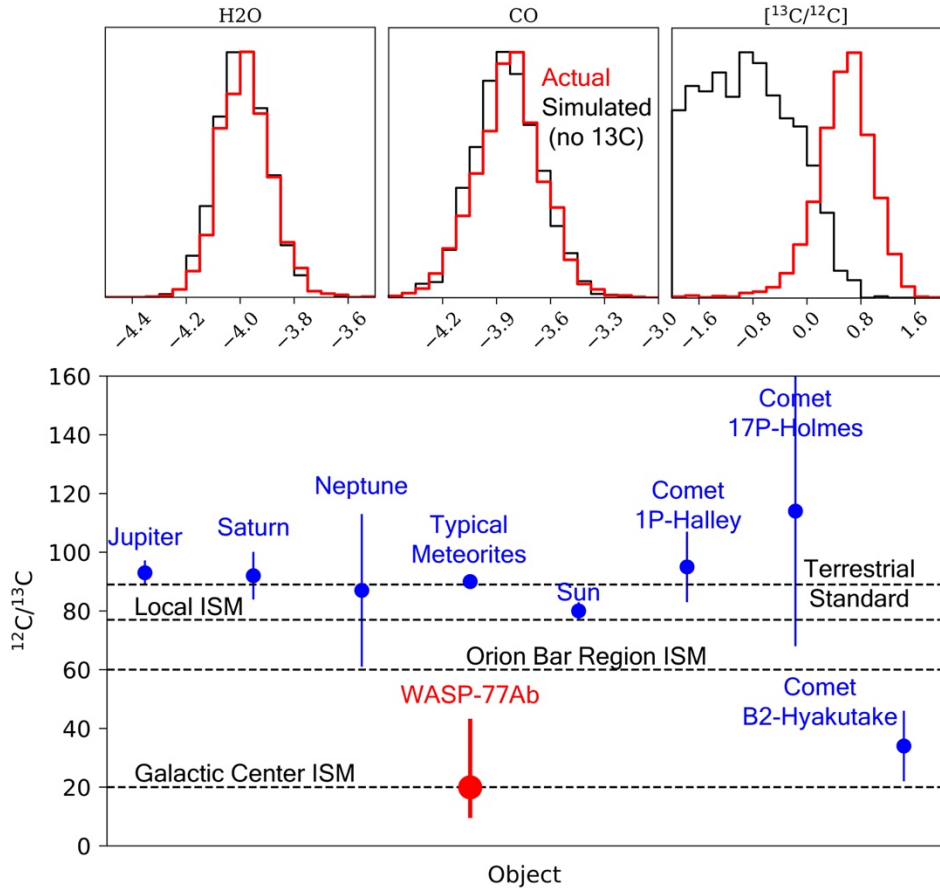 H2O
CO
[¹³C/¹²C]
Actual
Simulated
(no 13C)
−4.4 −4.2 −4.0 −3.8 −3.6
−4.2 −3.9 −3.6 −3.3 −3.0
−1.6 −0.8 0.0 0.8 1.6
160
140
120
100
80
60
40
20
0
¹²C/¹³C
Comet
17P-Holmes
Neptune
Comet
1P-Halley
Jupiter
Saturn
Typical
Meteorites
Terrestrial
Standard
Local ISM
Sun
Orion Bar Region ISM
WASP-77Ab
Comet
B2-Hyakutake
Galactic Center ISM
Object